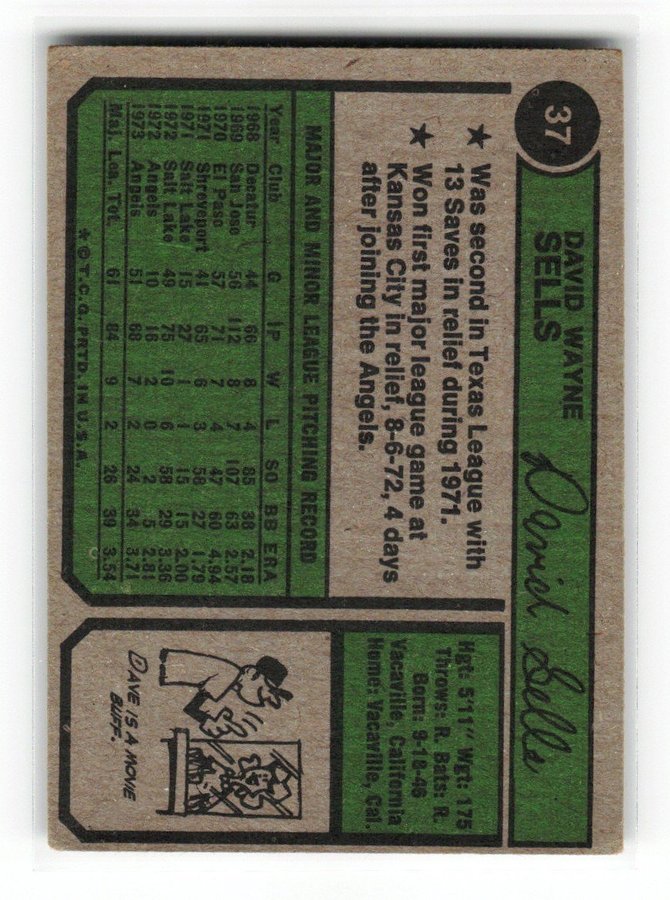 37
DAVID WAYNE
SELLS
David Sells
★ Was second in Texas League with
13 Saves in relief during 1971.
★ Won first major league game at
Kansas City in relief, 8-6-72, 4 days
after joining the Angels.
Hgt: 5'11" Wgt: 175
Throws: R. Bats: R.
Born: 9-18-46
Vacaville, California
Home: Vacaville, Cal.
MAJOR AND MINOR LEAGUE PITCHING RECORD
Year Club G IP W L SO BB ERA
1968 Decatur 44 66 8 4 85 38 2.18
1969 San Jose 56 112 8 7 107 63 2.57
1970 El Paso 57 71 7 4 47 60 4.94
1971 Shreveport 41 65 6 3 58 27 1.79
1971 Salt Lake 15 27 1 1 15 15 2.00
1972 Salt Lake 49 75 10 6 58 29 3.36
1972 Angels 10 16 2 0 2 5 2.81
1973 Angels 51 68 7 2 24 34 3.71
Maj. Lea. Tot. 61 84 9 2 26 39 3.54
★ © T.C.G. PRTD. IN U.S.A.
DAVE IS A MOVIE
BUFF.